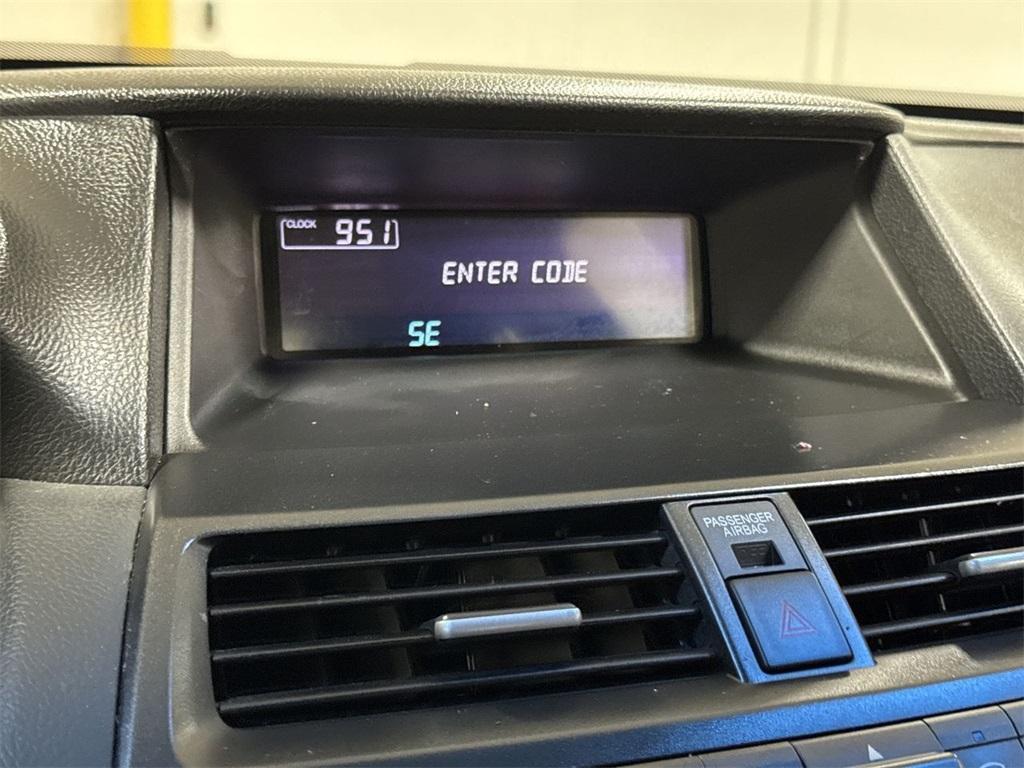 CLOCK 951
ENTER CODE
SE
PASSENGER
AIRBAG